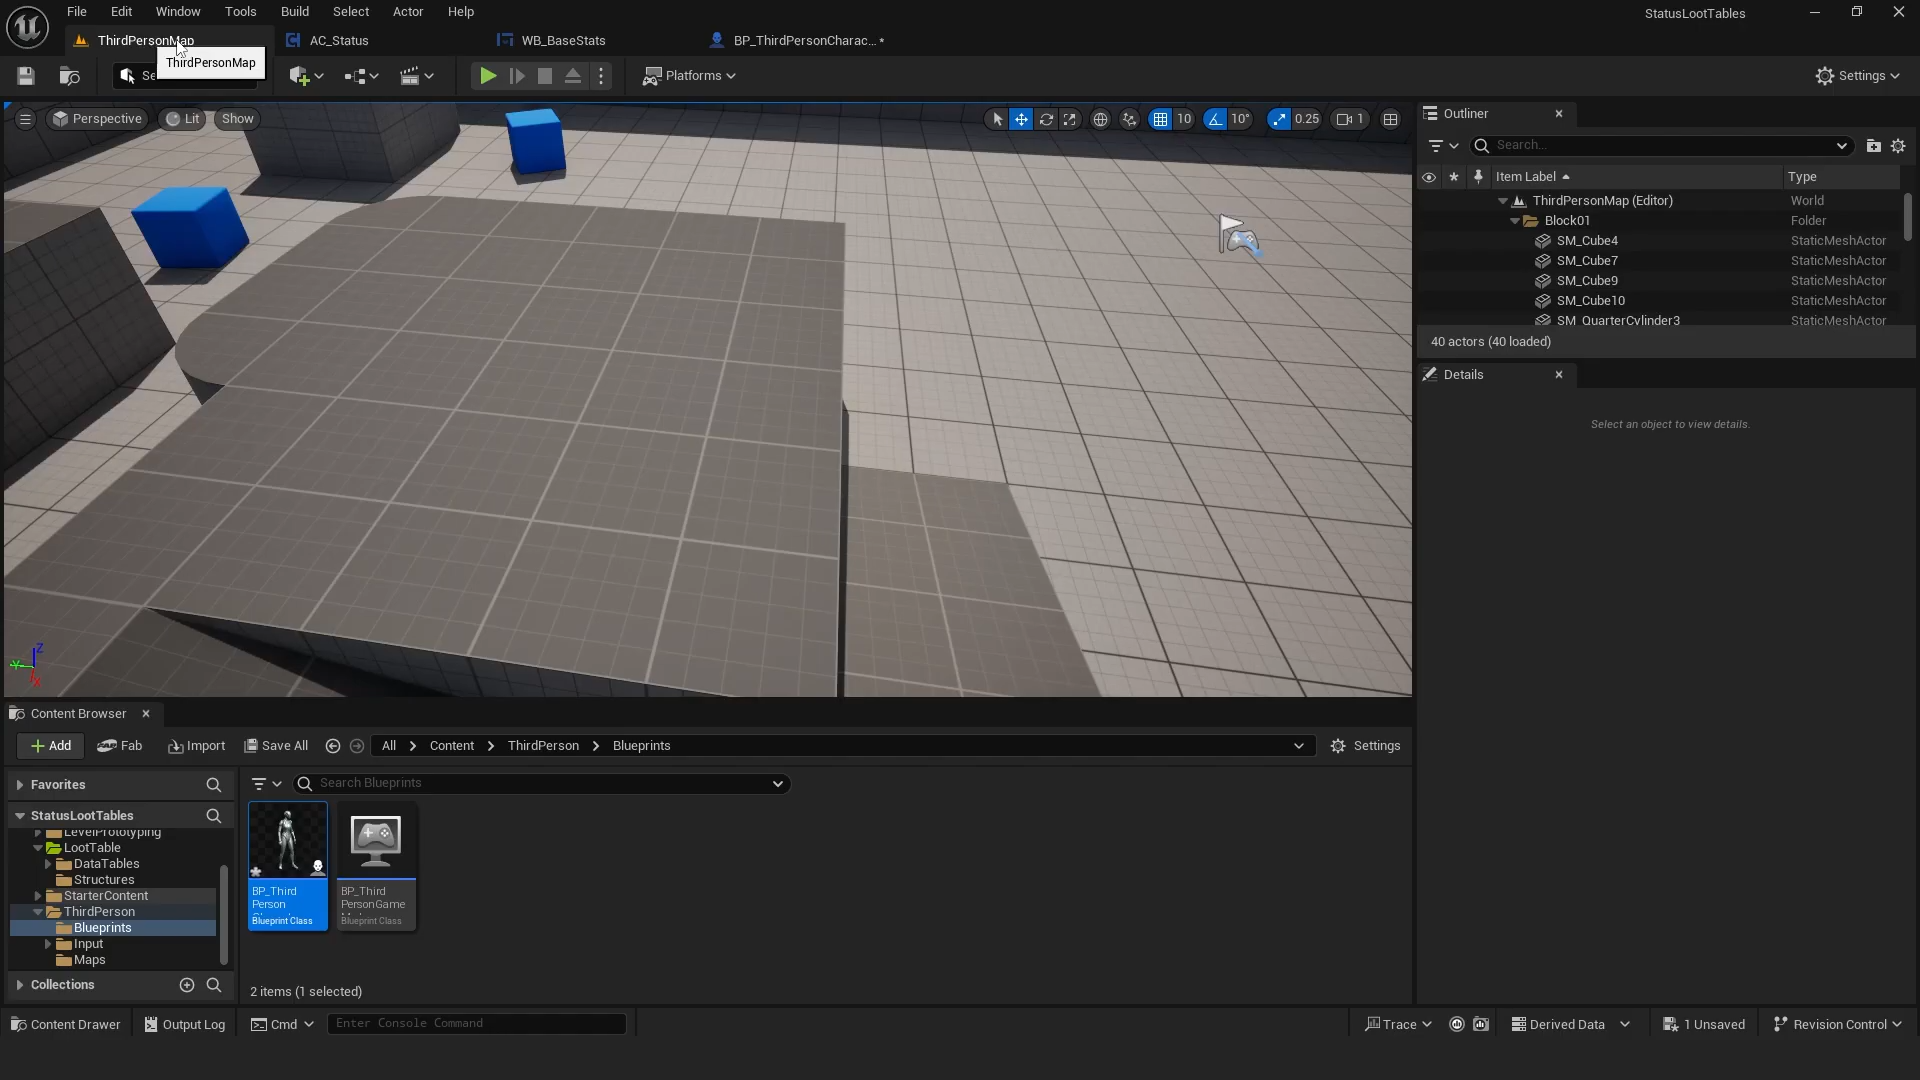 File Edit Window Tools Build Select Actor Help
StatusLootTables
ThirdPersonMap
AC_Status
WB_BaseStats
BP_ThirdPersonCharac... *
ThirdPersonMap
Platforms
Settings
Perspective
Lit
Show
10
10°
0.25
1
Outliner
Search...
Item Label
Type
ThirdPersonMap (Editor) World
Block01 Folder
SM_Cube4 StaticMeshActor
SM_Cube7 StaticMeshActor
SM_Cube9 StaticMeshActor
SM_Cube10 StaticMeshActor
SM_QuarterCylinder3 StaticMeshActor
40 actors (40 loaded)
Details
Select an object to view details.
Z
Content Browser
Add
Fab
Import
Save All
All > Content > ThirdPerson > Blueprints
Settings
Favorites
Search Blueprints
StatusLootTables
LevelPrototyping
LootTable
DataTables
Structures
StarterContent
ThirdPerson
Blueprints
Input
Maps
Collections
BP_Third
Person
Blueprint Class
BP_Third
PersonGame
Blueprint Class
2 items (1 selected)
Content Drawer
Output Log
Cmd
Enter Console Command
Trace
Derived Data
1 Unsaved
Revision Control